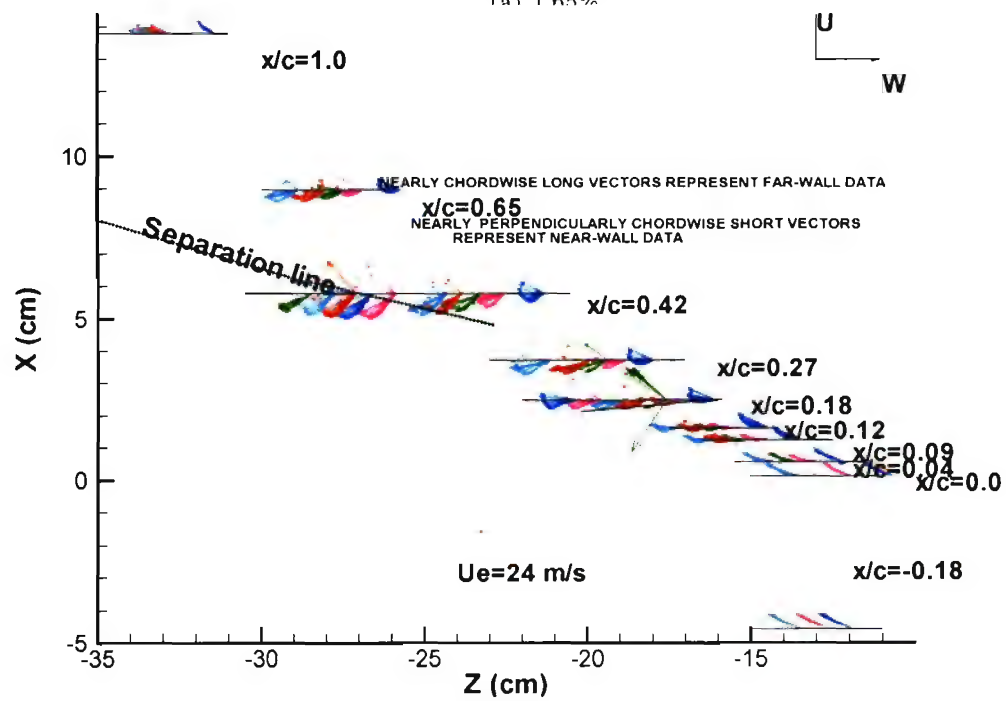 (a) 1.65%
U
W
x/c=1.0
10
NEARLY CHORDWISE LONG VECTORS REPRESENT FAR-WALL DATA
x/c=0.65
NEARLY PERPENDICULARLY CHORDWISE SHORT VECTORS
REPRESENT NEAR-WALL DATA
Separation line
x/c=0.42
5
X (cm)
x/c=0.27
x/c=0.18
x/c=0.12
x/c=0.09
x/c=0.04
x/c=0.0
0
Ue=24 m/s
x/c=-0.18
-5
-35
-30
-25
-20
-15
Z (cm)